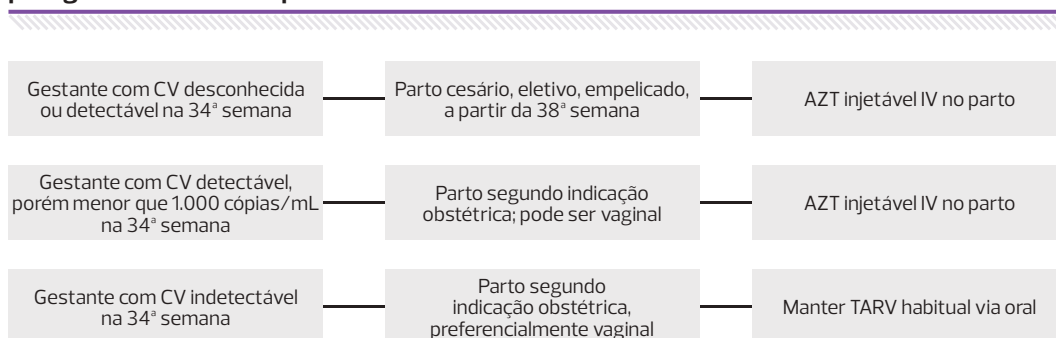 Gestante com CV desconhecida
ou detectável na 34ª semana
Parto cesário, eletivo, empelicado,
a partir da 38ª semana
AZT injetável IV no parto
Gestante com CV detectável,
porém menor que 1.000 cópias/mL
na 34ª semana
Parto segundo indicação
obstétrica; pode ser vaginal
AZT injetável IV no parto
Gestante com CV indetectável
na 34ª semana
Parto segundo
indicação obstétrica,
preferencialmente vaginal
Manter TARV habitual via oral